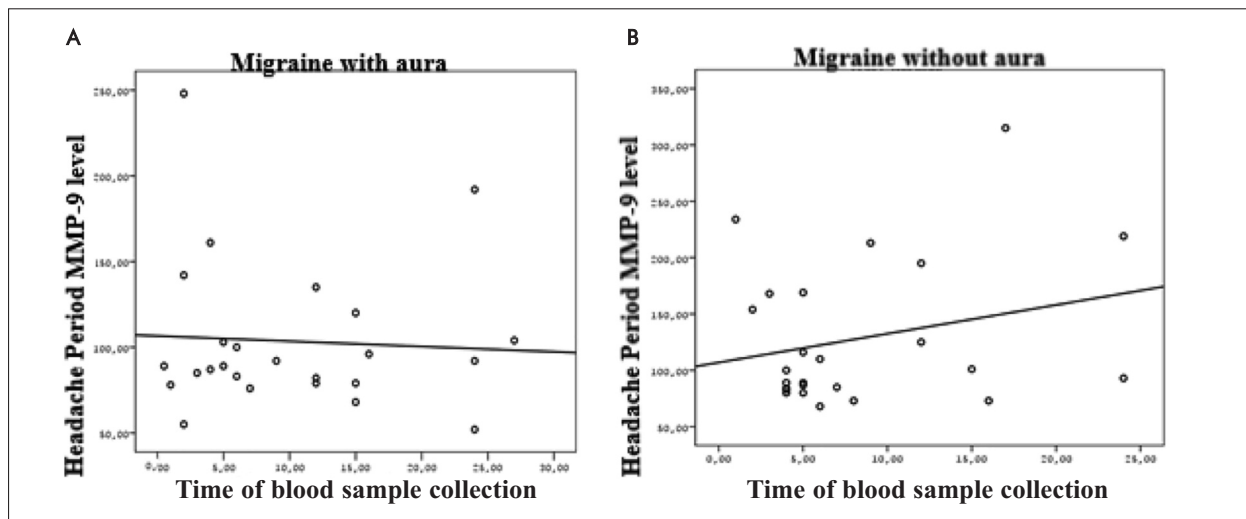 A
Migraine with aura
Headache Period MMP-9 level
250,00
200,00
150,00
100,00
50,00
0,00 5,00 10,00 15,00 20,00 25,00 30,00
Time of blood sample collection
B
Migraine without aura
Headache Period MMP-9 level
350,00
300,00
250,00
200,00
150,00
100,00
50,00
0,00 5,00 10,00 15,00 20,00 25,00
Time of blood sample collection